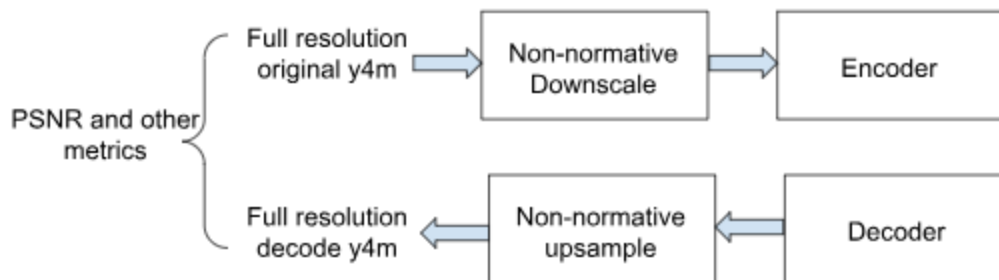 Full resolution
original y4m
Non-normative
Downscale
Encoder
PSNR and other
metrics
Full resolution
decode y4m
Non-normative
upsample
Decoder